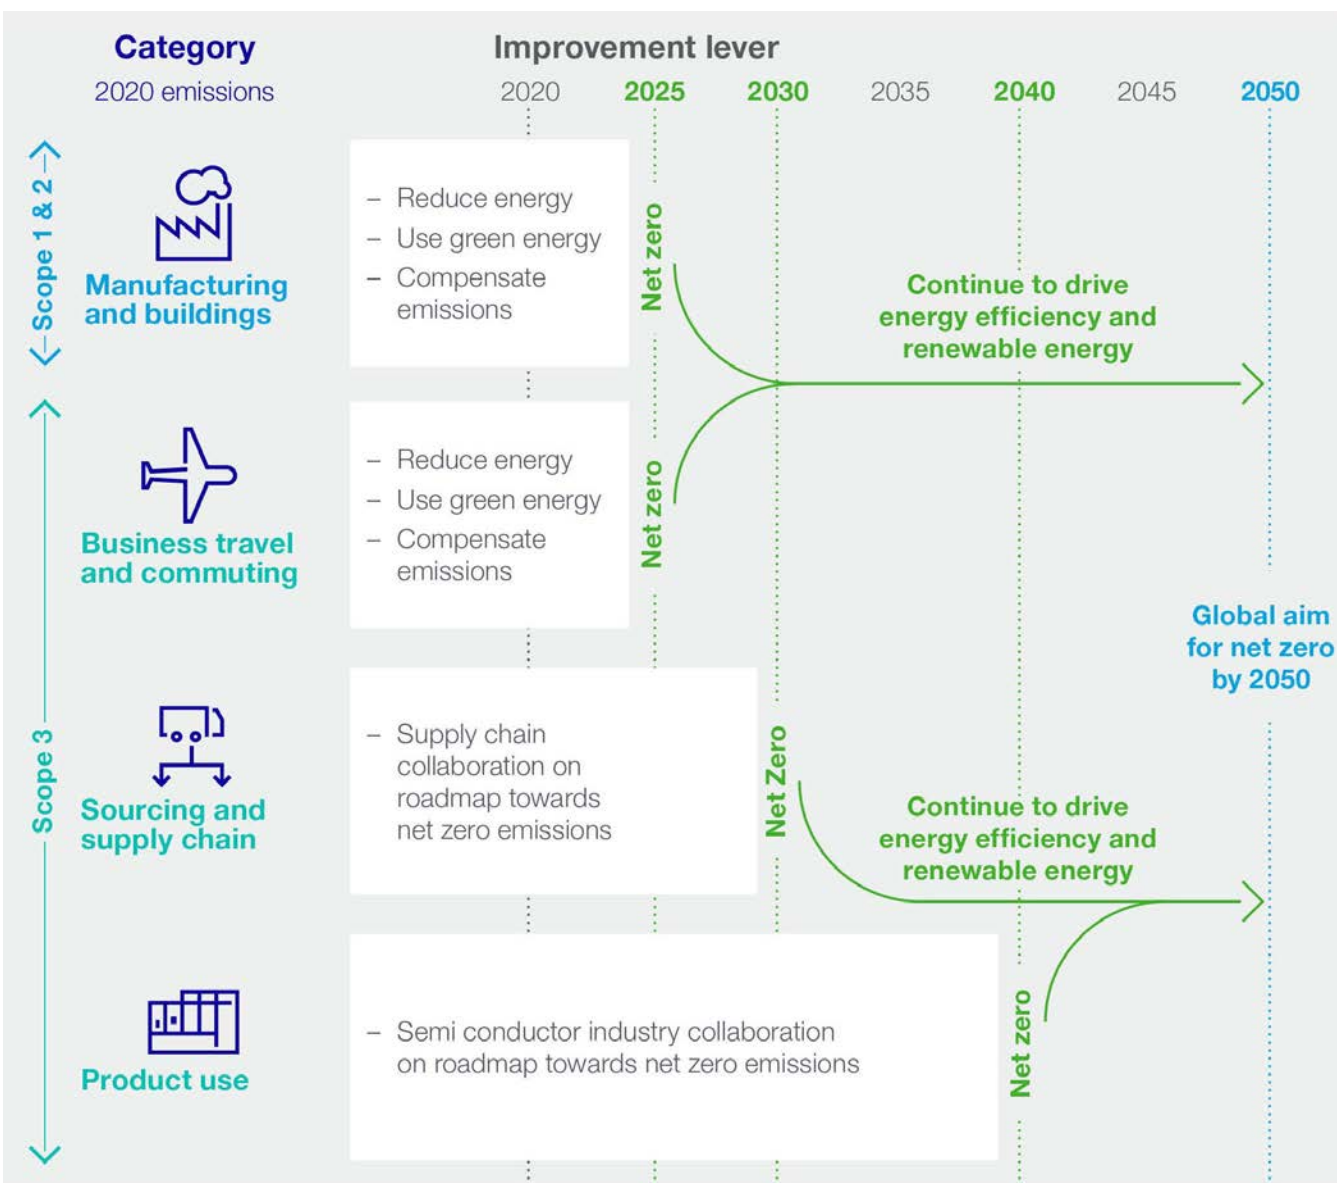 Category
2020 emissions
Improvement lever
2020
2025
2030
2035
2040
2045
2050
Scope 1 & 2
Manufacturing
and buildings
– Reduce energy
– Use green energy
– Compensate
emissions
Net zero
Continue to drive
energy efficiency and
renewable energy
Scope 3
Business travel
and commuting
– Reduce energy
– Use green energy
– Compensate
emissions
Net zero
Global aim
for net zero
by 2050
Sourcing and
supply chain
– Supply chain
collaboration on
roadmap towards
net zero emissions
Net Zero
Continue to drive
energy efficiency and
renewable energy
Product use
– Semi conductor industry collaboration
on roadmap towards net zero emissions
Net zero